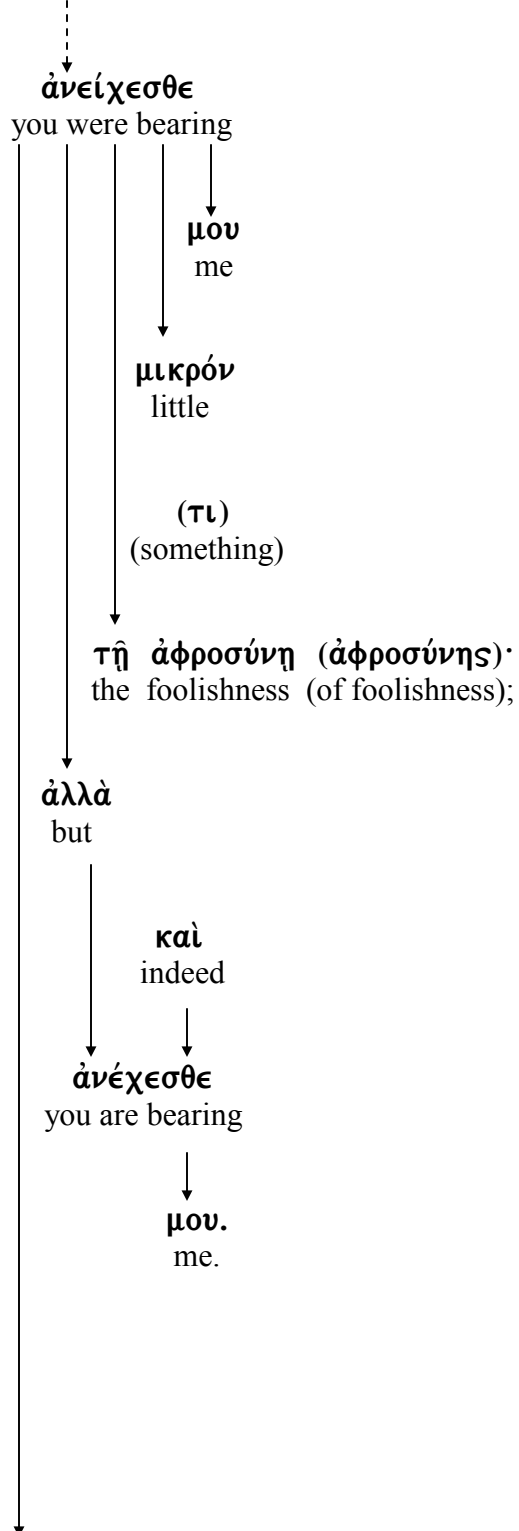 ἀνείχεσθε
you were bearing
μου
me
μικρόν
little
(τι)
(something)
τῇ ἀφροσύνῃ (ἀφροσύνης)·
the foolishness (of foolishness);
ἀλλὰ
but
καὶ
indeed
ἀνέχεσθε
you are bearing
μου.
me.